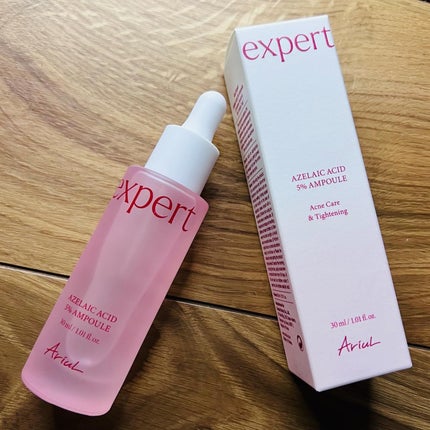 expert
AZELAIC ACID
5% AMPOULE
30 ml / 1.01 fl. oz.
Ariul
expert
AZELAIC ACID
5% AMPOULE
Acne Care
& Tightening
30 ml / 1.01 fl. oz.
Ariul